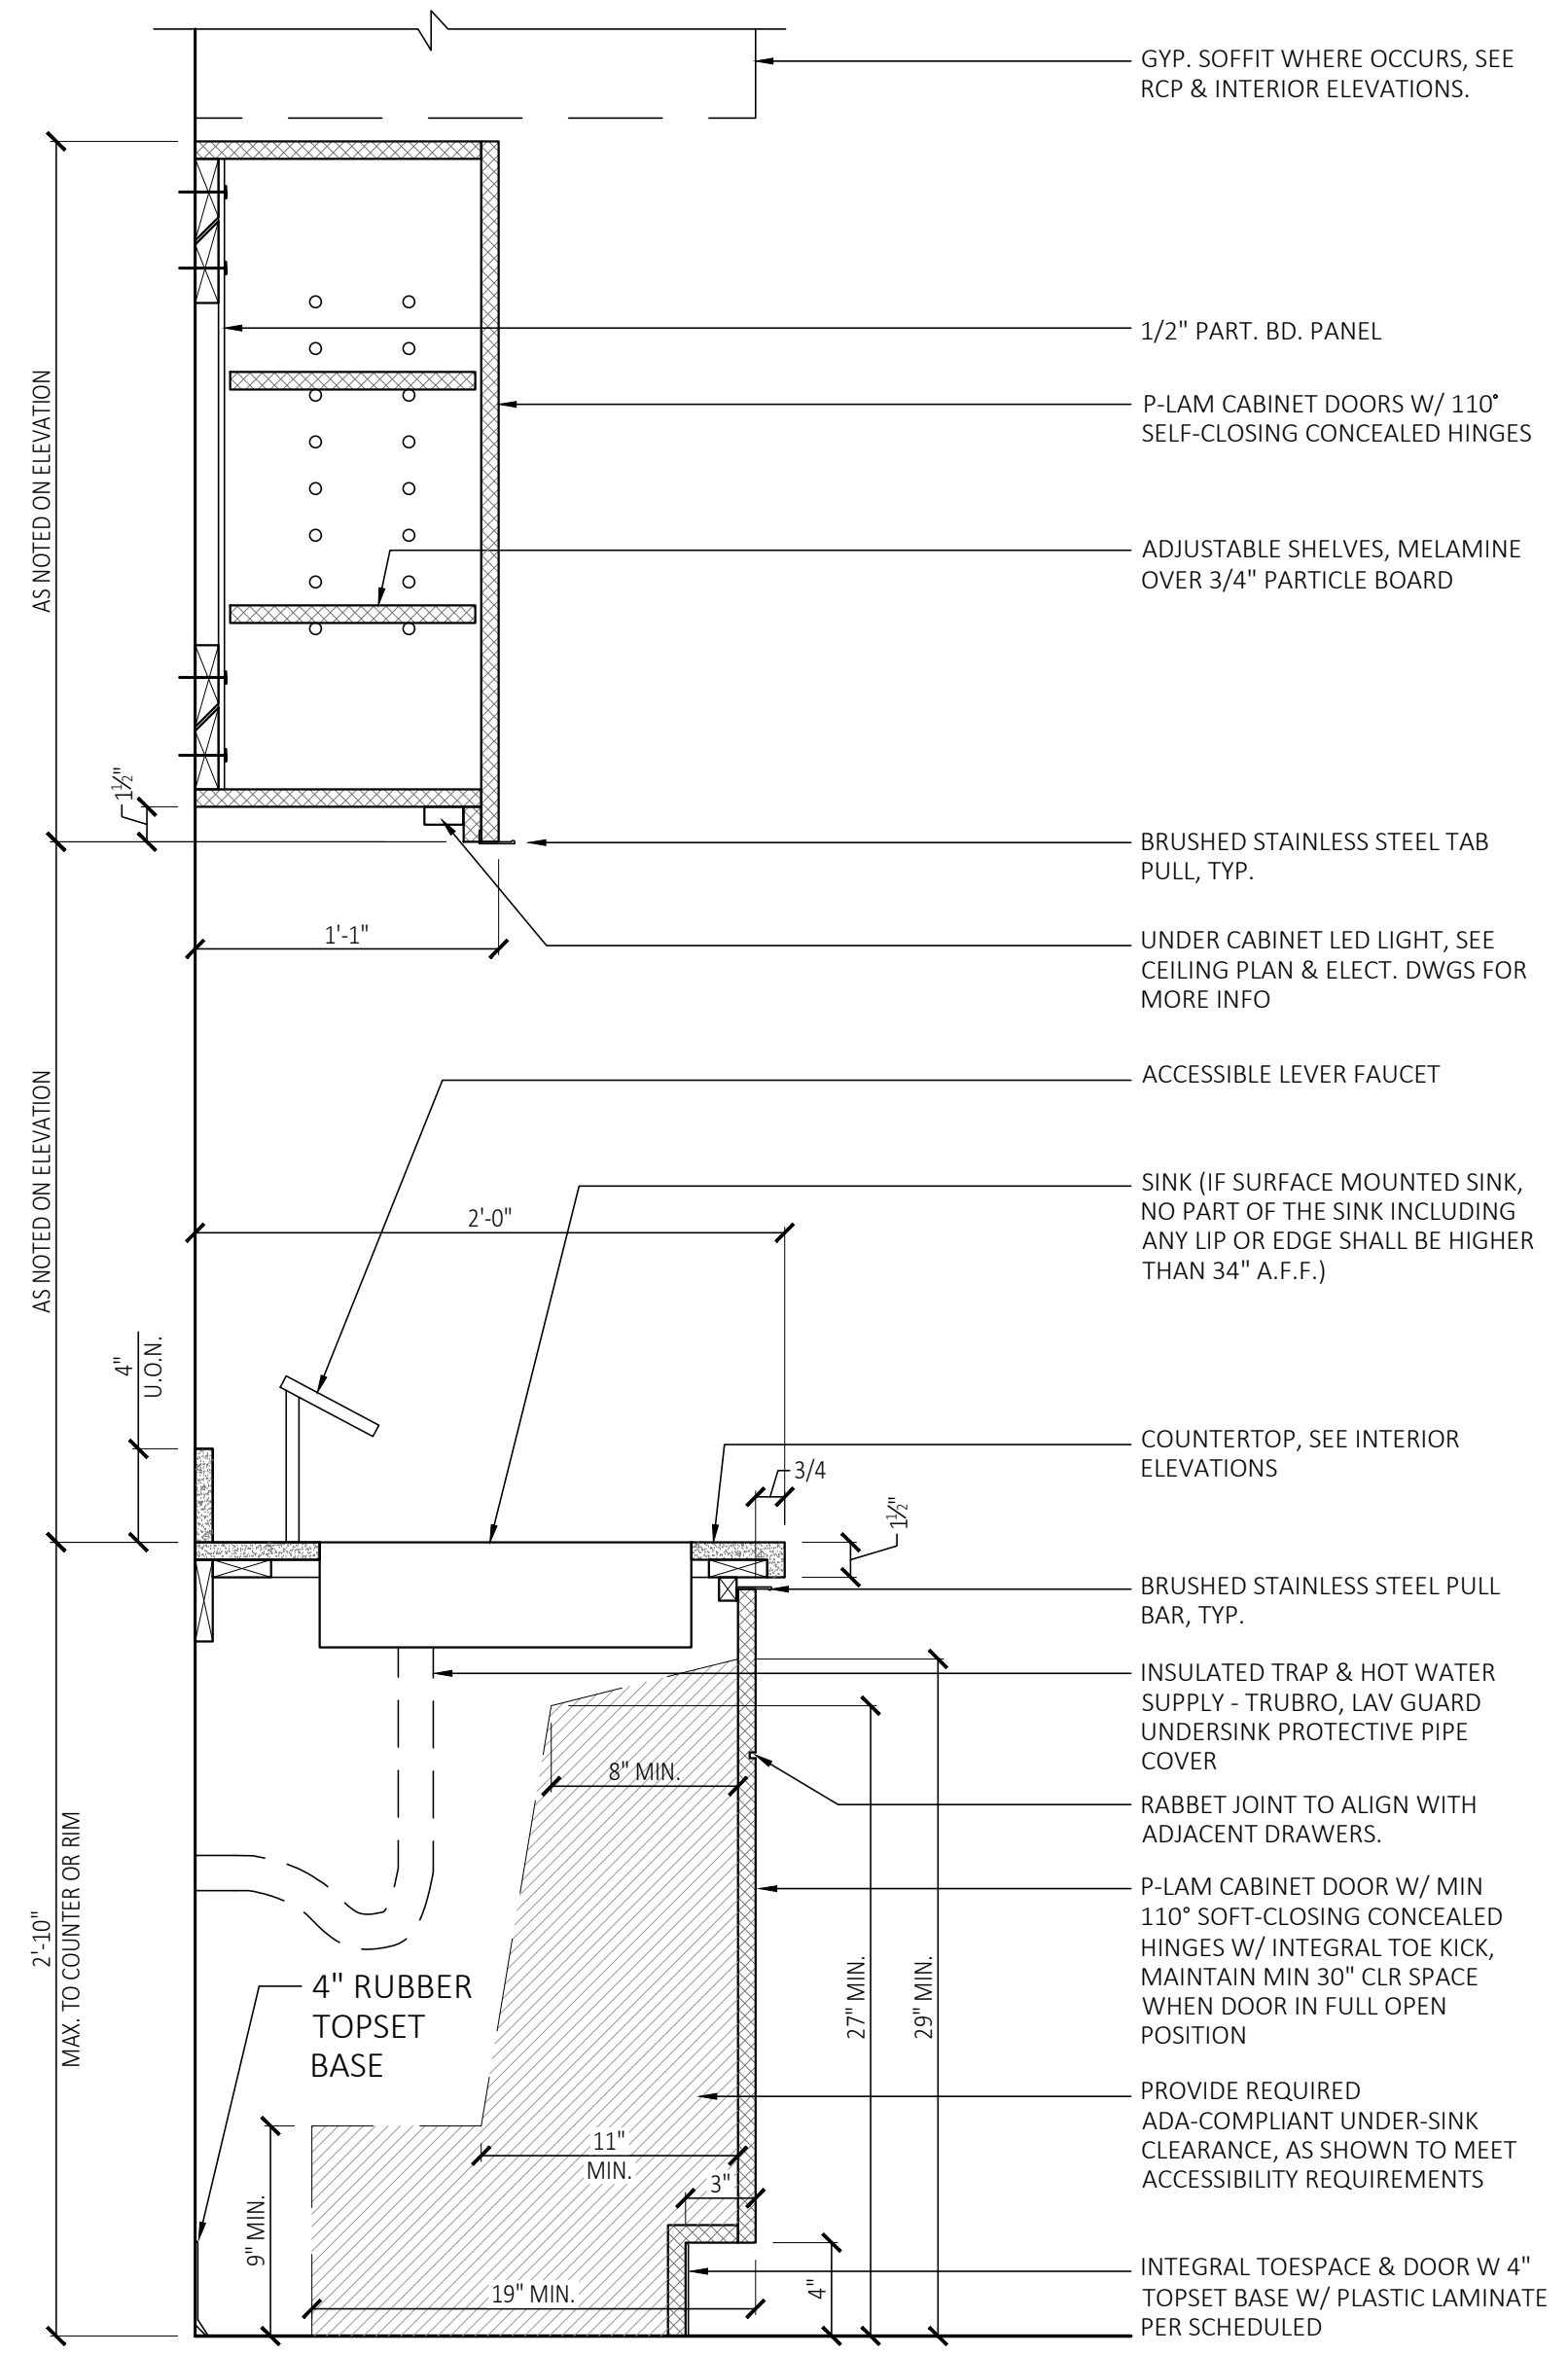 GYP. SOFFIT WHERE OCCURS, SEE
RCP & INTERIOR ELEVATIONS.
1/2" PART. BD. PANEL
P-LAM CABINET DOORS W/ 110°
SELF-CLOSING CONCEALED HINGES
AS NOTED ON ELEVATION
ADJUSTABLE SHELVES, MELAMINE
OVER 3/4" PARTICLE BOARD
1½"
BRUSHED STAINLESS STEEL TAB
PULL, TYP.
1'-1"
UNDER CABINET LED LIGHT, SEE
CEILING PLAN & ELECT. DWGS FOR
MORE INFO
ACCESSIBLE LEVER FAUCET
AS NOTED ON ELEVATION
SINK (IF SURFACE MOUNTED SINK,
NO PART OF THE SINK INCLUDING
ANY LIP OR EDGE SHALL BE HIGHER
THAN 34" A.F.F.)
2'-0"
4"
U.O.N.
COUNTERTOP, SEE INTERIOR
ELEVATIONS
3/4
1½"
BRUSHED STAINLESS STEEL PULL
BAR, TYP.
INSULATED TRAP & HOT WATER
SUPPLY - TRUBRO, LAV GUARD
UNDERSINK PROTECTIVE PIPE
COVER
8" MIN.
RABBET JOINT TO ALIGN WITH
ADJACENT DRAWERS.
P-LAM CABINET DOOR W/ MIN
110° SOFT-CLOSING CONCEALED
HINGES W/ INTEGRAL TOE KICK,
MAINTAIN MIN 30" CLR SPACE
WHEN DOOR IN FULL OPEN
POSITION
2'-10"
MAX. TO COUNTER OR RIM
27" MIN.
29" MIN.
4" RUBBER
TOPSET
BASE
PROVIDE REQUIRED
ADA-COMPLIANT UNDER-SINK
CLEARANCE, AS SHOWN TO MEET
ACCESSIBILITY REQUIREMENTS
11"
MIN.
3"
9" MIN.
19" MIN.
4"
INTEGRAL TOESPACE & DOOR W 4"
TOPSET BASE W/ PLASTIC LAMINATE
PER SCHEDULED